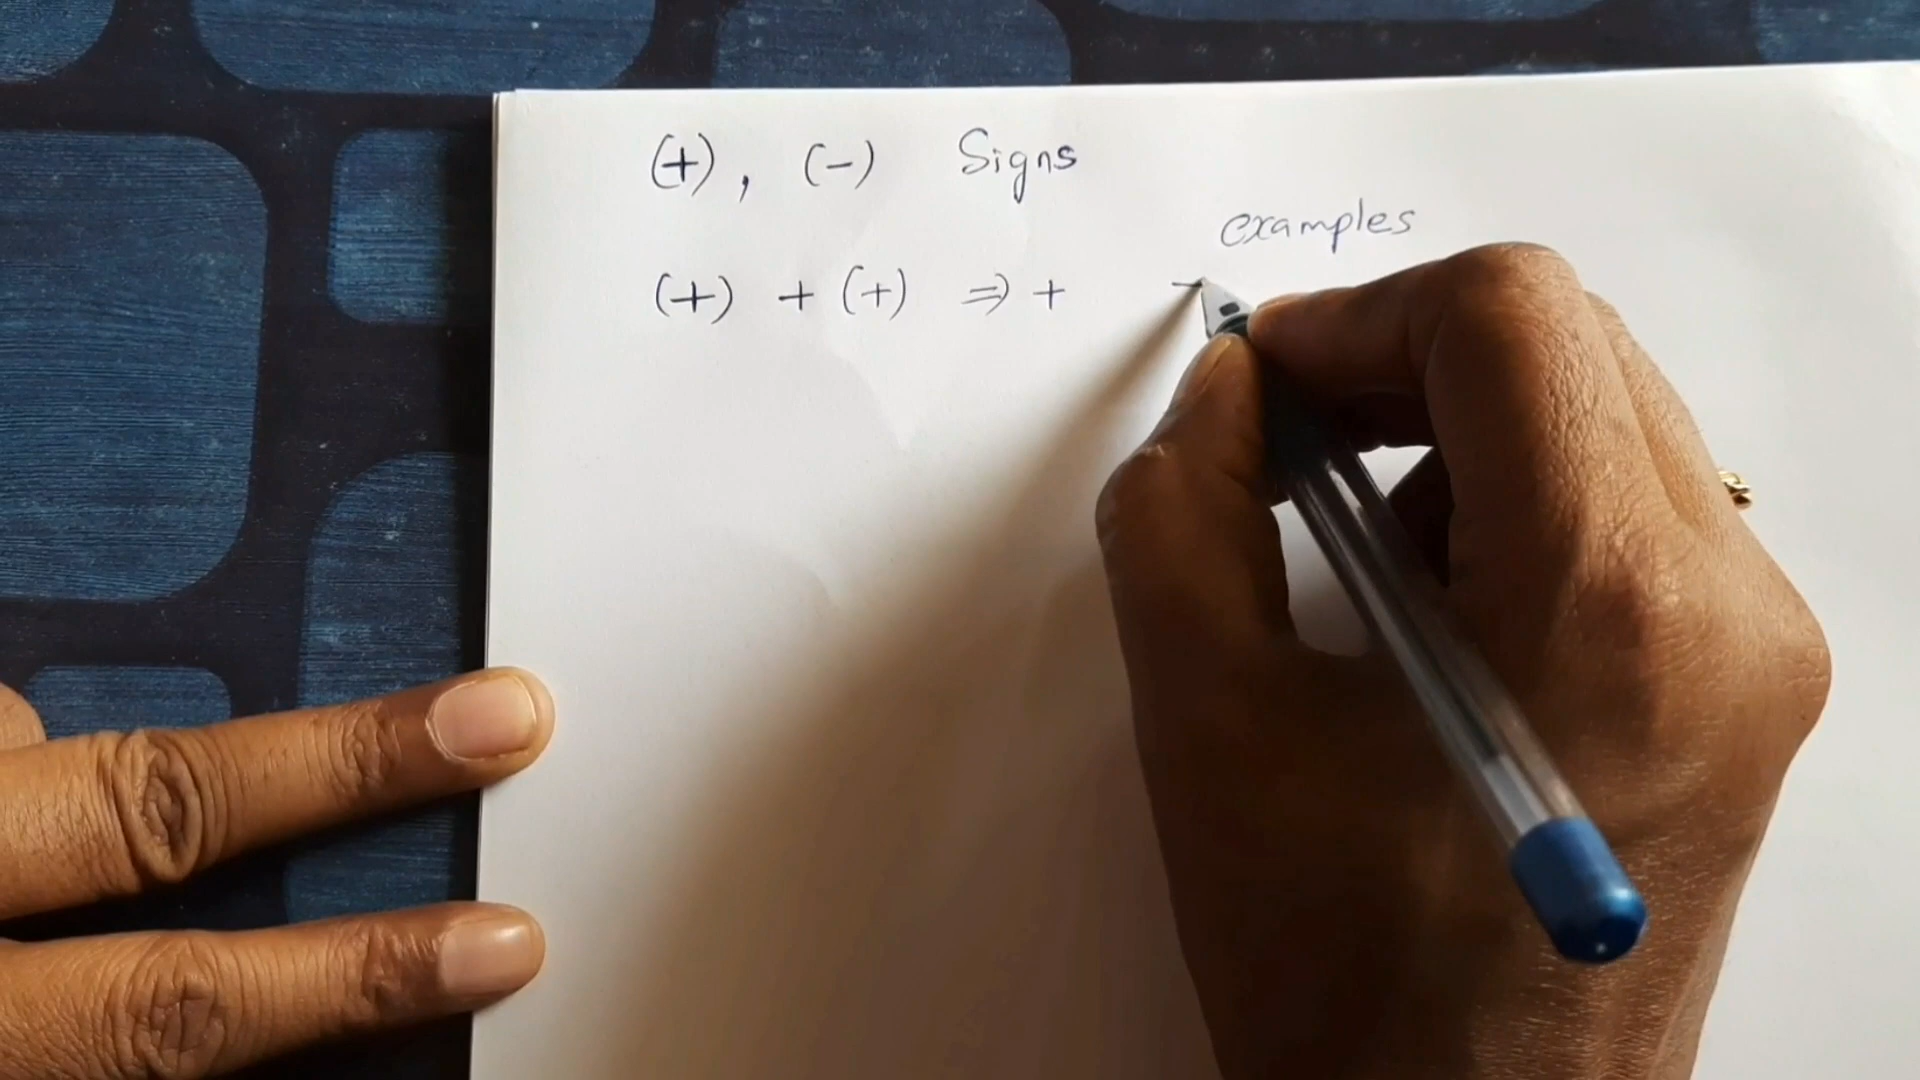 (+), (-) Signs
examples
(+) + (+) ⇒ +